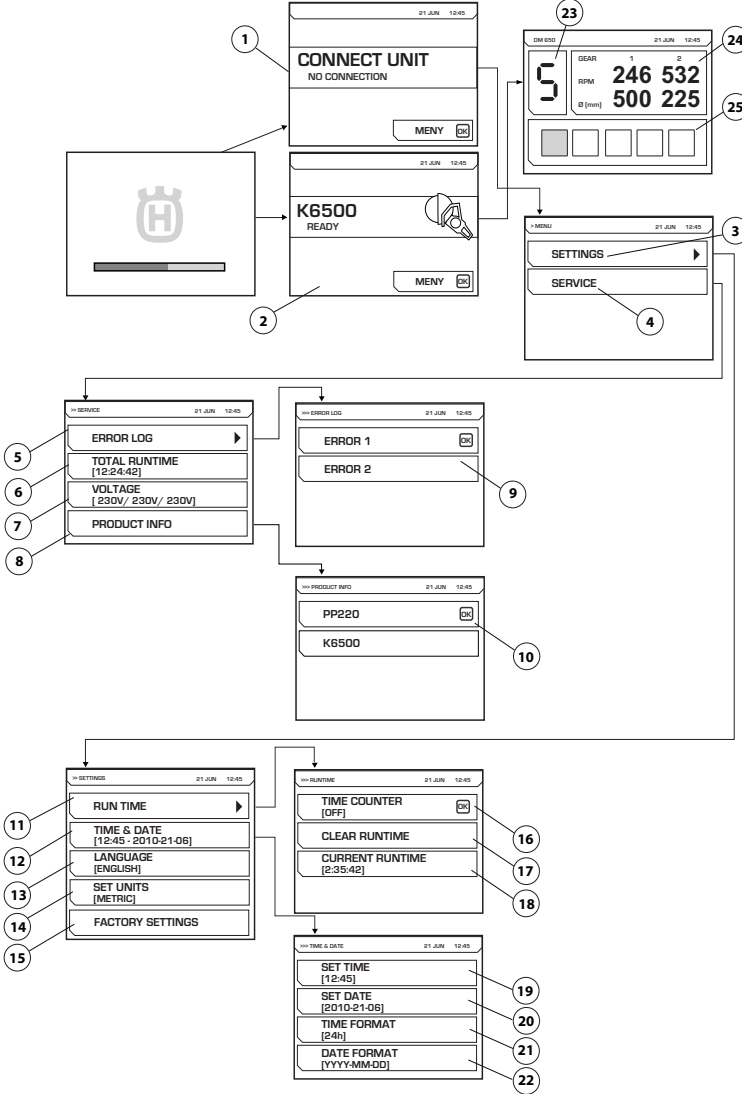 21 JUN 12:45
1
CONNECT UNIT
NO CONNECTION
MENY OK
23
DM 650 21 JUN 12:45
24
GEAR 1 2
RPM 246 532
Ø [mm] 500 225
5
25
H
21 JUN 12:45
K6500
READY
MENY OK
2
> MENU 21 JUN 12:45
SETTINGS
3
SERVICE
4
>> SERVICE 21 JUN 12:45
5
ERROR LOG
6
TOTAL RUNTIME
[12:24:42]
7
VOLTAGE
[ 230V/ 230V/ 230V]
8
PRODUCT INFO
>>> ERROR LOG 21 JUN 12:45
ERROR 1 OK
ERROR 2
9
>>> PRODUCT INFO 21 JUN 12:45
PP220 OK
K6500
10
>> SETTINGS 21 JUN 12:45
11
RUN TIME
12
TIME & DATE
[12:45 - 2010-21-06]
13
LANGUAGE
[ENGLISH]
14
SET UNITS
[METRIC]
15
FACTORY SETTINGS
>>> RUNTIME 21 JUN 12:45
TIME COUNTER OK
[OFF]
16
CLEAR RUNTIME
17
CURRENT RUNTIME
[2:35:42]
18
>>> TIME & DATE 21 JUN 12:45
SET TIME
[12:45]
19
SET DATE
[2010-21-06]
20
TIME FORMAT
[24h]
21
DATE FORMAT
[YYYY-MM-DD]
22